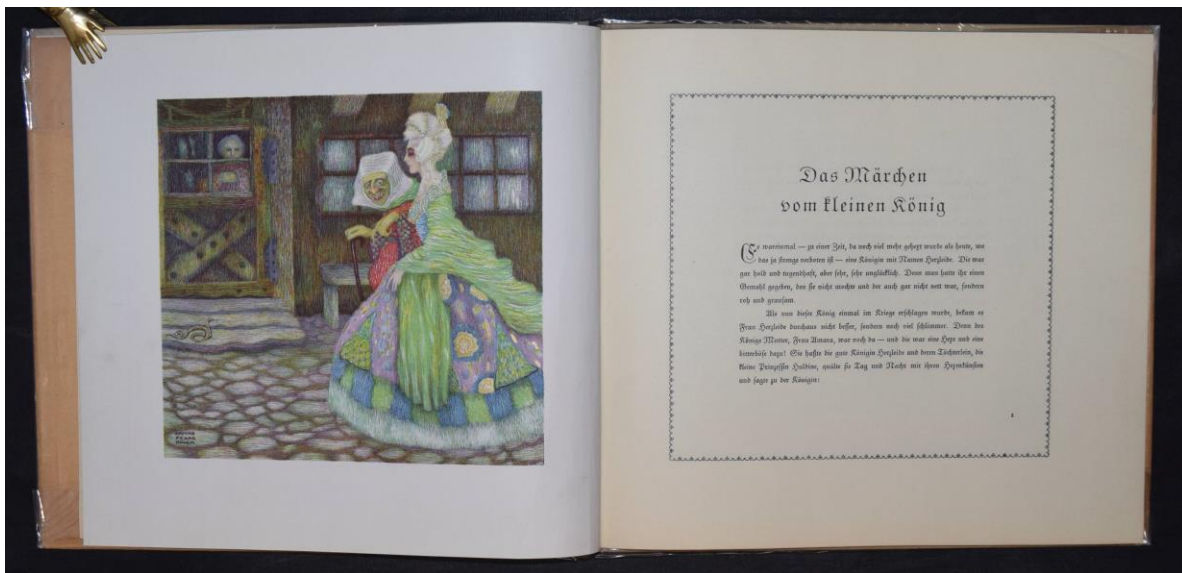 Das Märchen
vom kleinen König
Es wareinmal — zu einer Zeit, da noch viel mehr gehext wurde als heute, wo
das ja strenge verboten ist — eine Königin mit Namen Herzleide. Die war
gar hold und tugendhaft, aber sehr, sehr unglücklich. Denn man hatte ihr einen
Gemahl gegeben, den sie nicht mochte und der auch gar nicht nett war, sondern
roh und grausam.
Als nun dieser König einmal im Kriege erschlagen wurde, bekam es
Frau Herzleide durchaus nicht besser, sondern noch viel schlimmer. Denn des
Königs Mutter, Frau Amara, war noch da — und die war eine Hexe und eine
bitterböse dazu! Sie haßte die gute Königin Herzleide und deren Töchterlein, die
kleine Prinzessin Huldine, quälte sie Tag und Nacht mit ihren Hexenkünsten
und sagte zu der Königin: